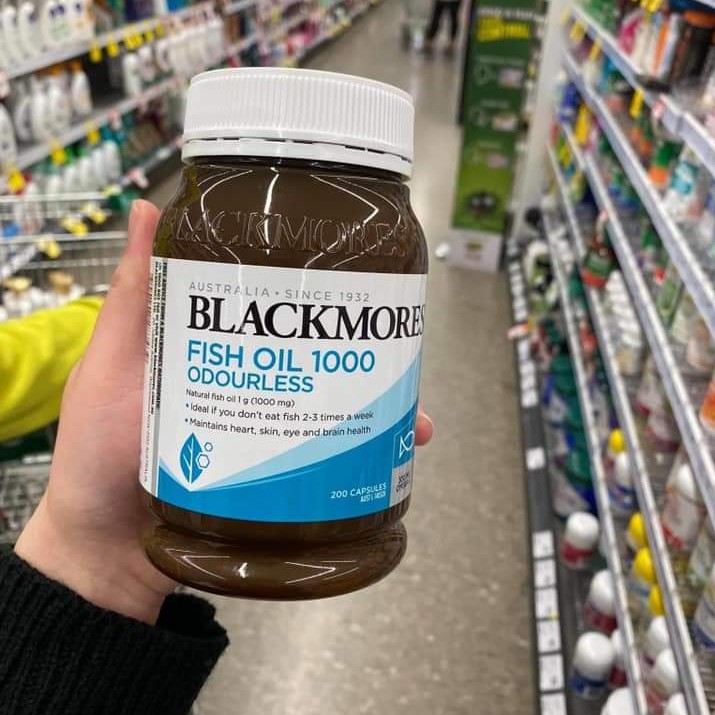 BLACKMORES
AUSTRALIA • SINCE 1932
BLACKMORES
FISH OIL 1000
ODOURLESS
Natural fish oil 1 g (1000 mg)
• Ideal if you don't eat fish 2-3 times a week
• Maintains heart, skin, eye and brain health
200 CAPSULES